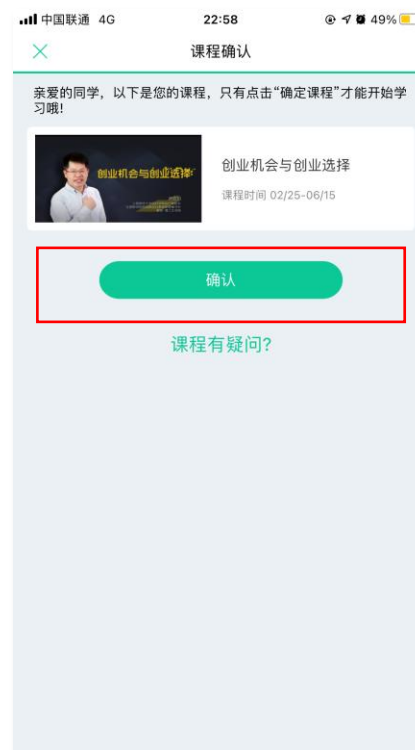 中国联通 4G 22:58 49%
课程确认
亲爱的同学，以下是您的课程，只有点击“确定课程”才能开始学
习哦!
创业机会与创业选择
创业机会与创业选择
课程时间 02/25-06/15
确认
课程有疑问?